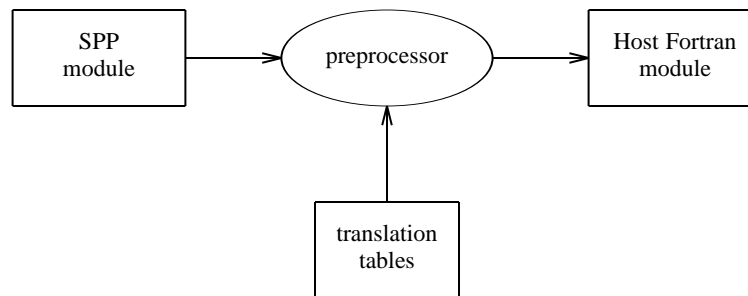 SPP
module
preprocessor
Host Fortran
module
translation
tables